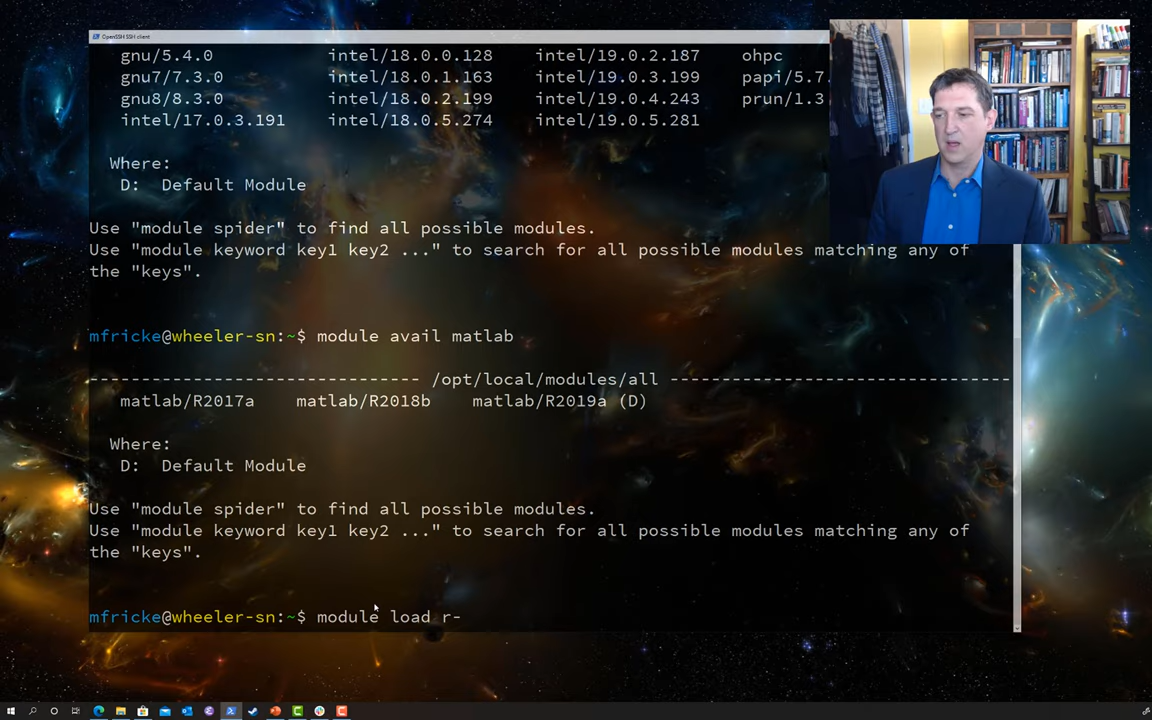 OpenSSH SSH client
gnu/5.4.0 intel/18.0.0.128 intel/19.0.2.187 ohpc
gnu7/7.3.0 intel/18.0.1.163 intel/19.0.3.199 papi/5.7.
gnu8/8.3.0 intel/18.0.2.199 intel/19.0.4.243 prun/1.3
intel/17.0.3.191 intel/18.0.5.274 intel/19.0.5.281
Where:
D: Default Module
Use "module spider" to find all possible modules.
Use "module keyword key1 key2 ..." to search for all possible modules matching any of
the "keys".
mfricke@wheeler-sn:~$ module avail matlab
--------------------------------- /opt/local/modules/all ---------------------------------
matlab/R2017a matlab/R2018b matlab/R2019a (D)
Where:
D: Default Module
Use "module spider" to find all possible modules.
Use "module keyword key1 key2 ..." to search for all possible modules matching any of
the "keys".
mfricke@wheeler-sn:~$ module load r-